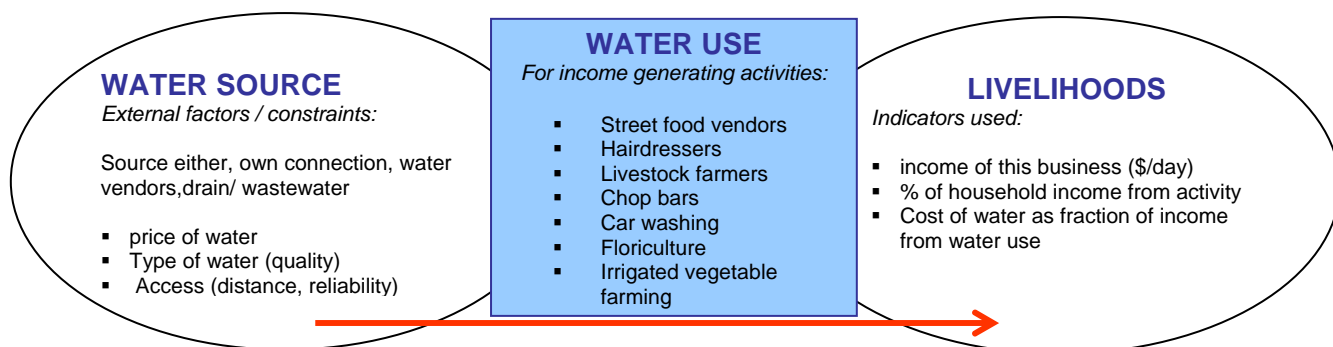 WATER SOURCE
External factors / constraints:
Source either, own connection, water
vendors,drain/ wastewater
▪ price of water
▪ Type of water (quality)
▪ Access (distance, reliability)
WATER USE
For income generating activities:
▪ Street food vendors
▪ Hairdressers
▪ Livestock farmers
▪ Chop bars
▪ Car washing
▪ Floriculture
▪ Irrigated vegetable
farming
LIVELIHOODS
Indicators used:
▪ income of this business ($/day)
▪ % of household income from activity
▪ Cost of water as fraction of income
from water use